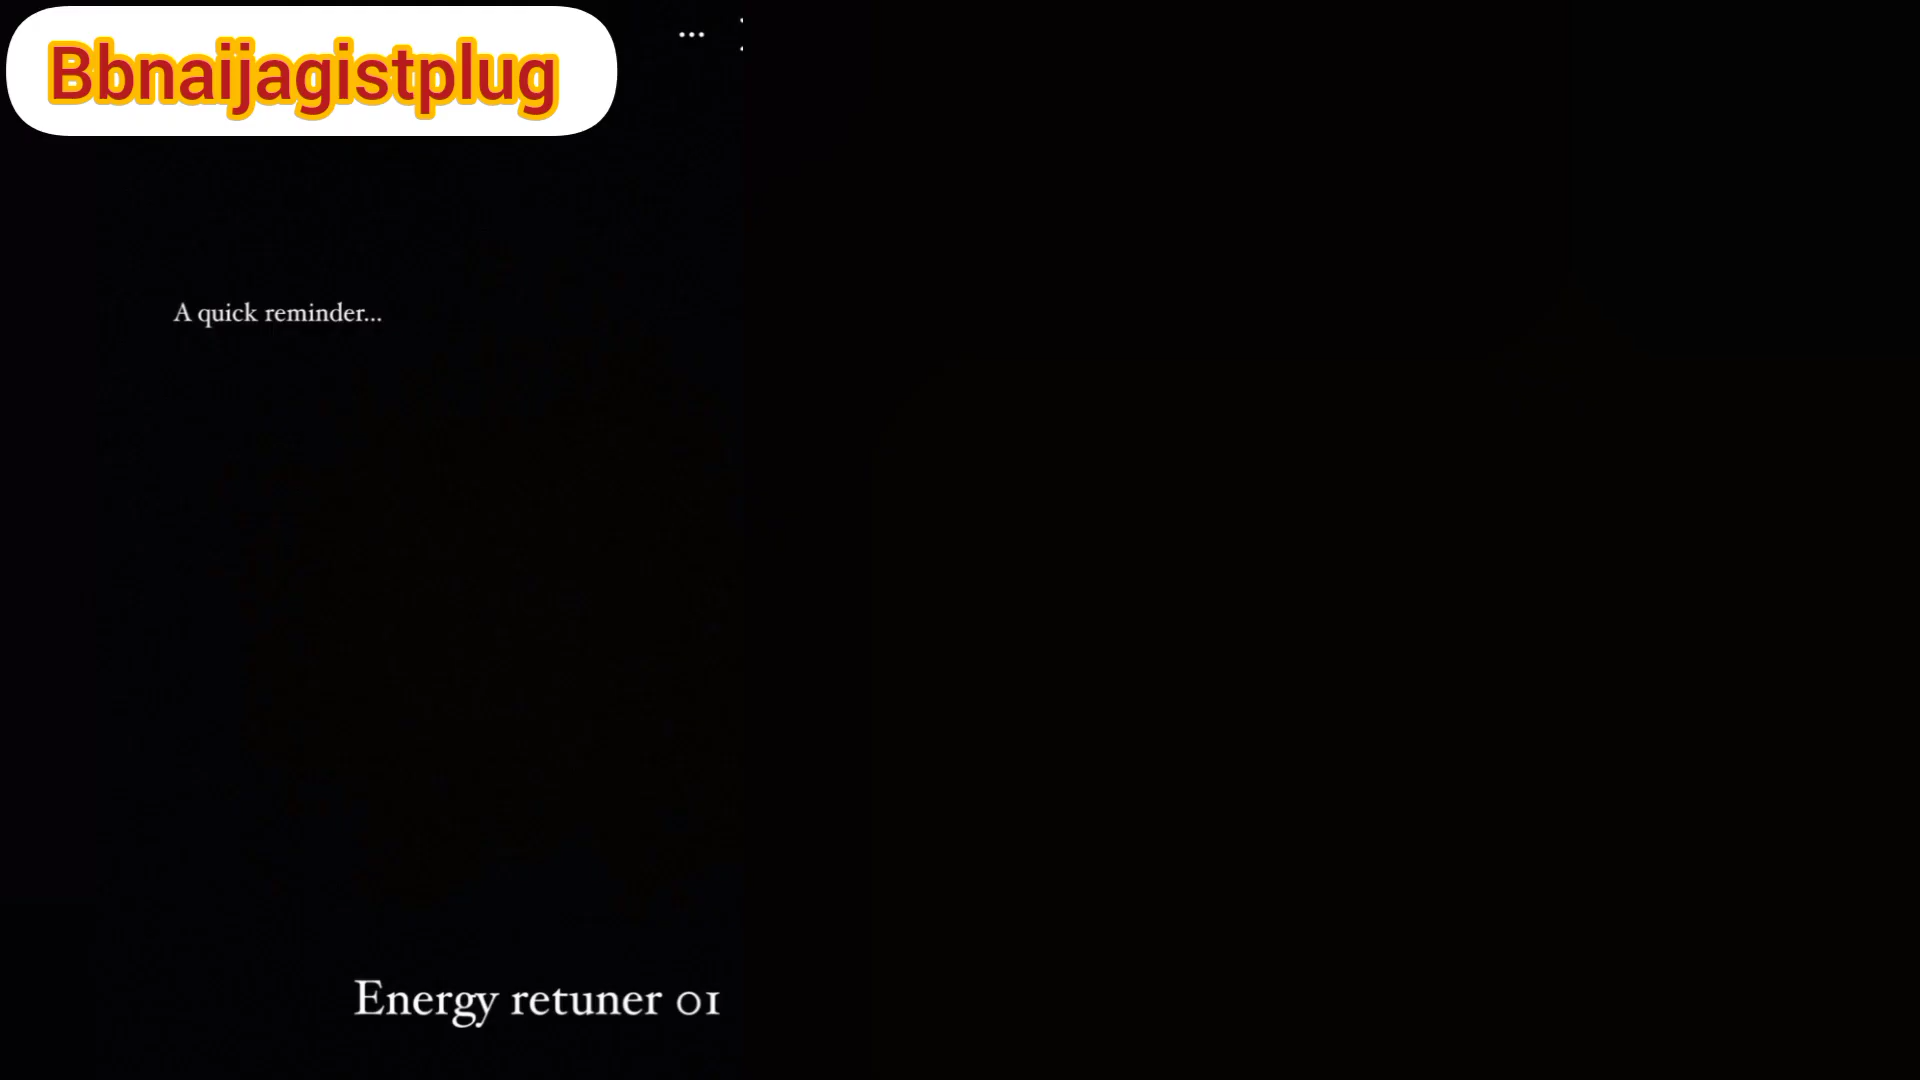 Bbnaijagistplug
...
A quick reminder...
Energy retuner 01